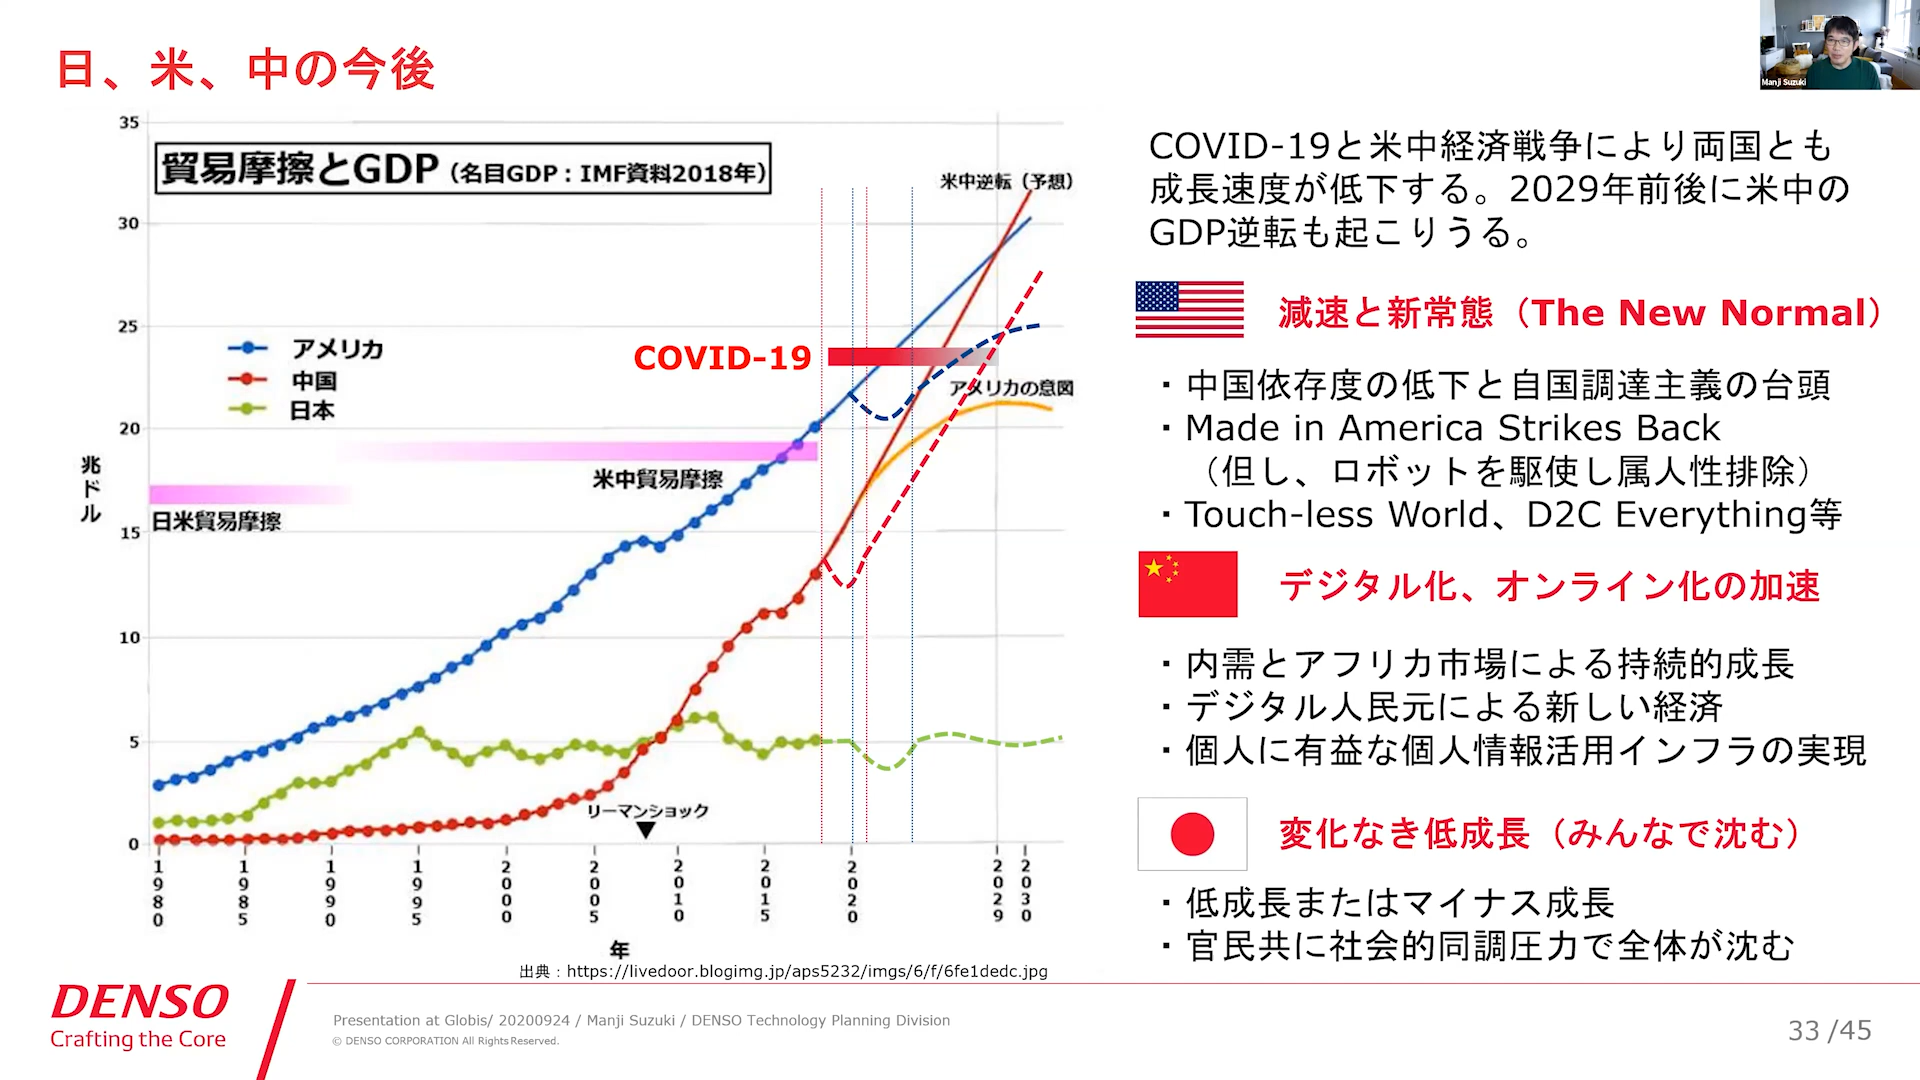 日、米、中の今後
Manji Suzuki
貿易摩擦とGDP（名目GDP：IMF資料2018年）
米中逆転（予想）
35
30
25
20
15
10
5
0
兆ドル
アメリカ
中国
日本
COVID-19
アメリカの意図
米中貿易摩擦
日米貿易摩擦
リーマンショック
1980
1985
1990
1995
2000
2005
2010
2015
2020
2029
2030
年
出典：https://livedoor.blogimg.jp/aps5232/imgs/6/f/6fe1dedc.jpg
COVID-19と米中経済戦争により両国とも
成長速度が低下する。2029年前後に米中の
GDP逆転も起こりうる。
減速と新常態（The New Normal）
・中国依存度の低下と自国調達主義の台頭
・Made in America Strikes Back
（但し、ロボットを駆使し属人性排除）
・Touch-less World、D2C Everything等
デジタル化、オンライン化の加速
・内需とアフリカ市場による持続的成長
・デジタル人民元による新しい経済
・個人に有益な個人情報活用インフラの実現
変化なき低成長（みんなで沈む）
・低成長またはマイナス成長
・官民共に社会的同調圧力で全体が沈む
DENSO
Crafting the Core
Presentation at Globis/ 20200924 / Manji Suzuki / DENSO Technology Planning Division
© DENSO CORPORATION All Rights Reserved.
33 /45